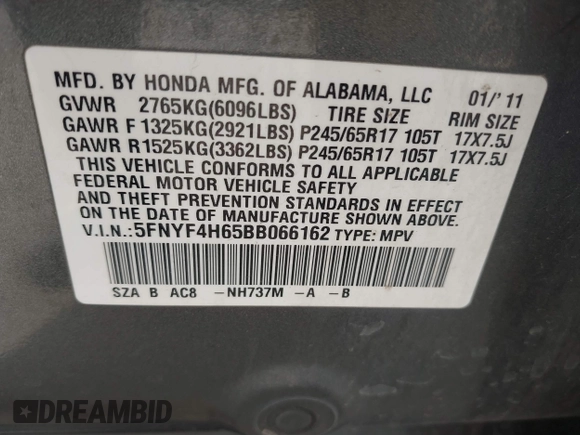 MFD. BY HONDA MFG. OF ALABAMA, LLC 01/'11
GVWR 2765KG(6096LBS) TIRE SIZE RIM SIZE
GAWR F1325KG(2921LBS) P245/65R17 105T 17X7.5J
GAWR R1525KG(3362LBS) P245/65R17 105T 17X7.5J
THIS VEHICLE CONFORMS TO ALL APPLICABLE
FEDERAL MOTOR VEHICLE SAFETY
AND THEFT PREVENTION STANDARDS IN EFFECT
ON THE DATE OF MANUFACTURE SHOWN ABOVE.
V.I.N.: 5FNYF4H65BB066162 TYPE: MPV
SZA B AC8 -NH737M -A -B
DREAMBID